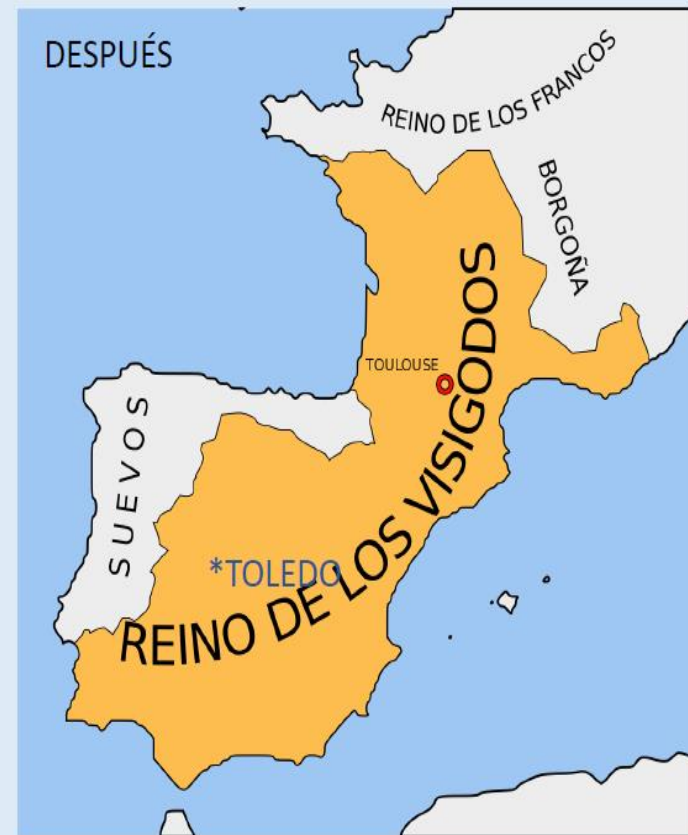 DESPUÉS
REINO DE LOS FRANCOS
BORGOÑA
TOULOUSE
SUEVOS
*TOLEDO
REINO DE LOS VISIGODOS